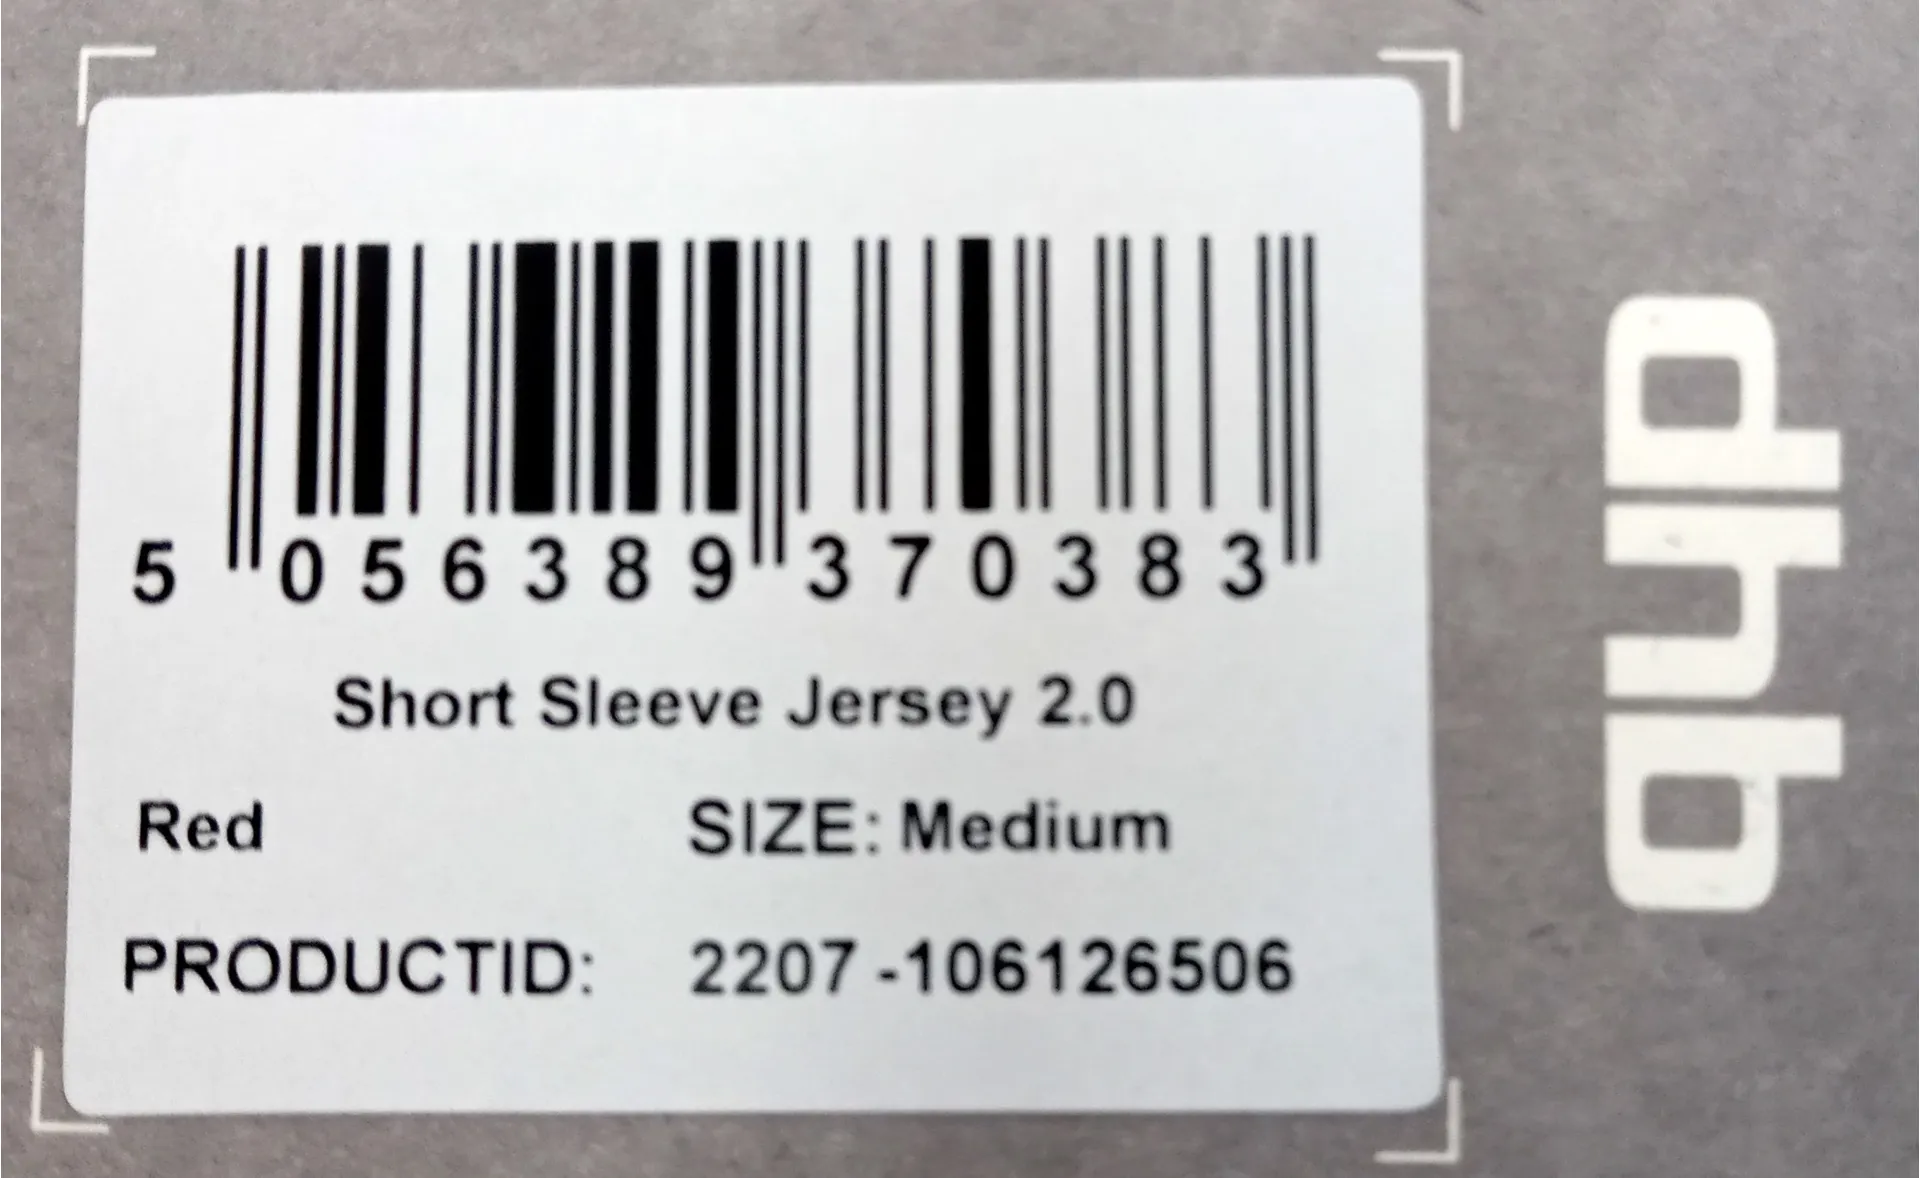 5 056389 370383
Short Sleeve Jersey 2.0
Red SIZE: Medium
PRODUCTID: 2207 -106126506
dhb